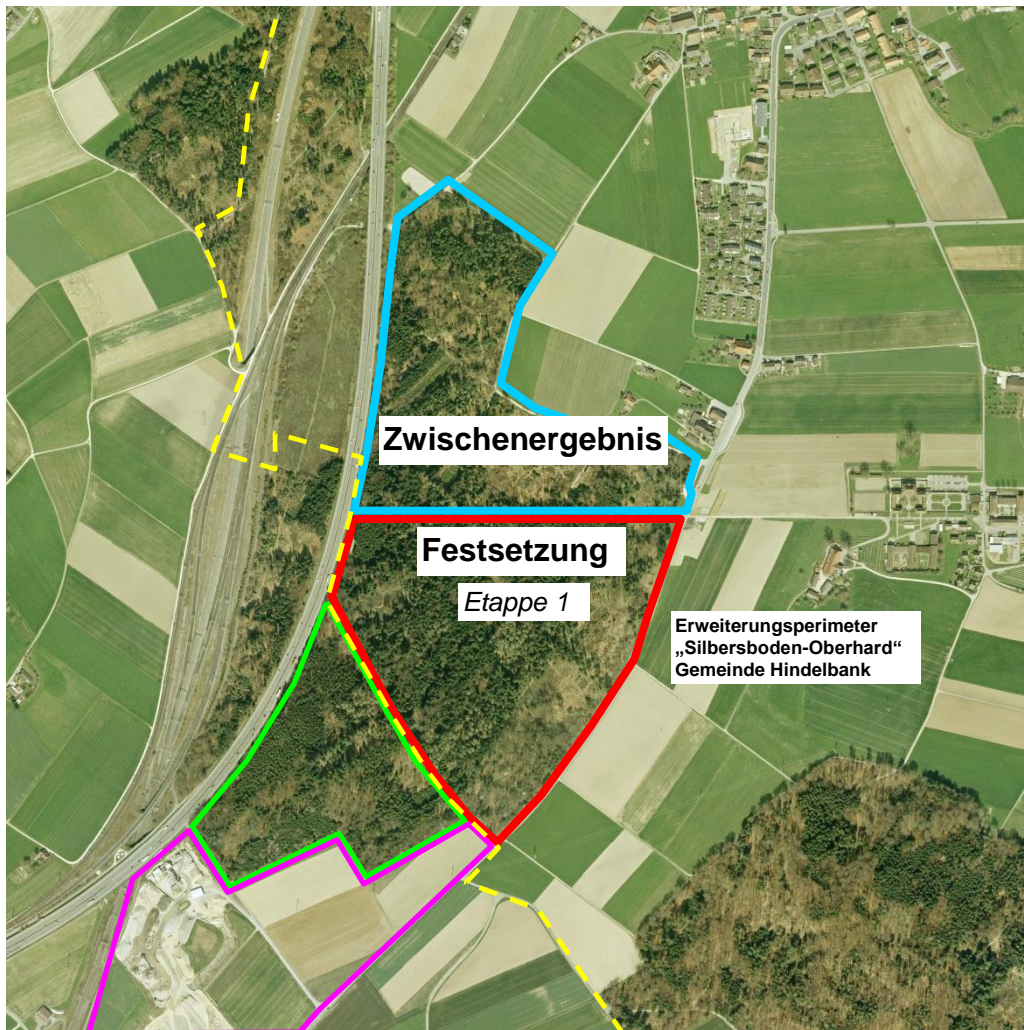 Zwischenergebnis
Festsetzung
Etappe 1
Erweiterungsperimeter
„Silbersboden-Oberhard“
Gemeinde Hindelbank